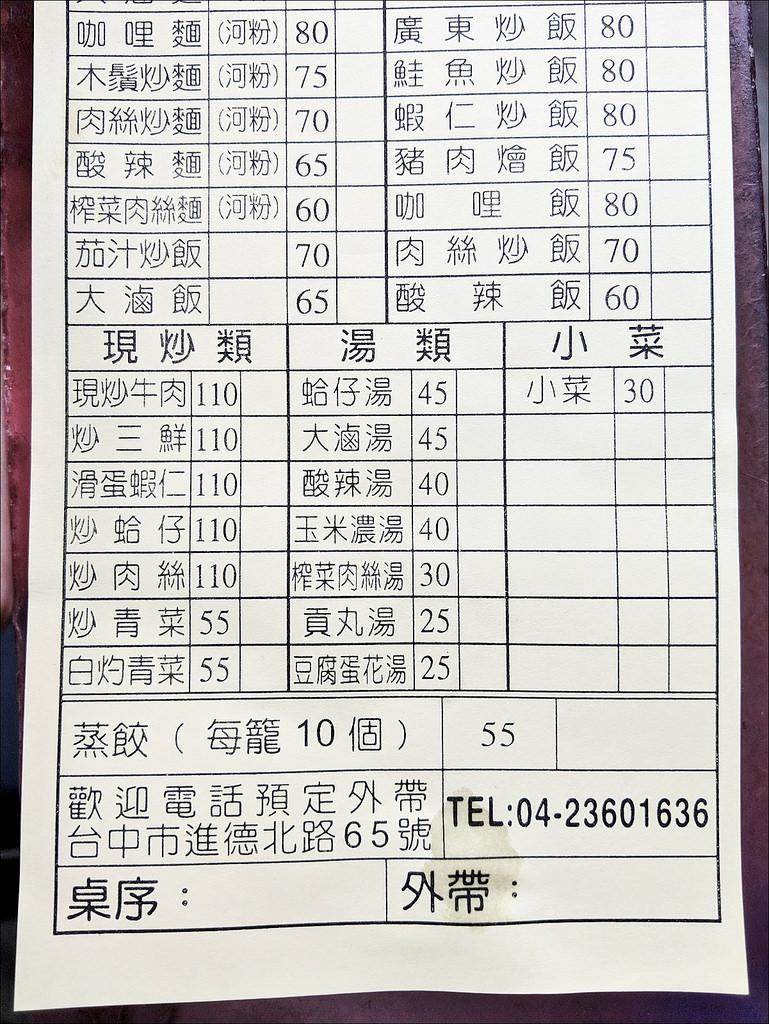 咖哩麵 (河粉) 80 廣東炒飯 80
木鬚炒麵 (河粉) 75 鮭魚炒飯 80
肉絲炒麵 (河粉) 70 蝦仁炒飯 80
酸辣麵 (河粉) 65 豬肉燴飯 75
榨菜肉絲麵 (河粉) 60 咖哩飯 80
茄汁炒飯 70 肉絲炒飯 70
大滷飯 65 酸辣飯 60
現炒類 湯類 小菜
現炒牛肉 110 蛤仔湯 45 小菜 30
炒三鮮 110 大滷湯 45
滑蛋蝦仁 110 酸辣湯 40
炒蛤仔 110 玉米濃湯 40
炒肉絲 110 榨菜肉絲湯 30
炒青菜 55 貢丸湯 25
白灼青菜 55 豆腐蛋花湯 25
蒸餃（每籠10個） 55
歡迎電話預定外帶
台中市進德北路65號 TEL:04-23601636
桌序： 外帶：